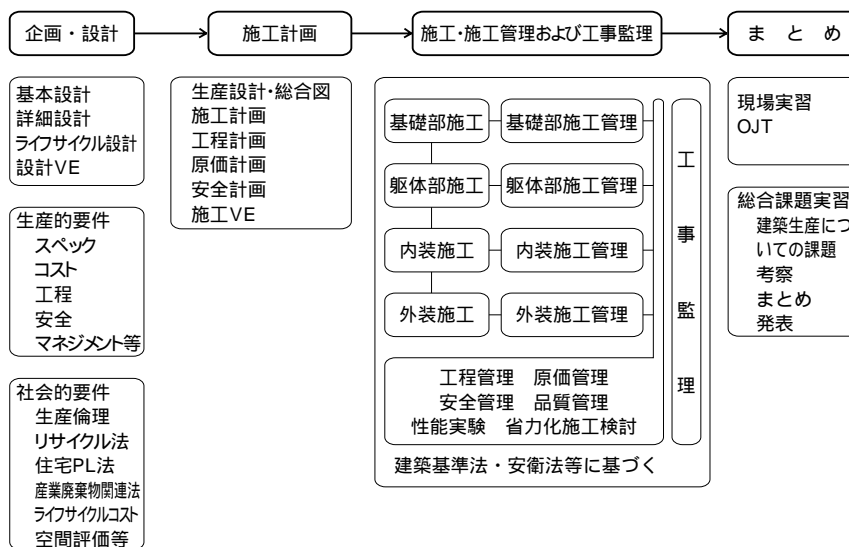 企画・設計
施工計画
施工・施工管理および工事監理
まとめ
基本設計
詳細設計
ライフサイクル設計
設計VE
生産的要件
スペック
コスト
工程
安全
マネジメント等
社会的要件
生産倫理
リサイクル法
住宅PL法
産業廃棄物関連法
ライフサイクルコスト
空間評価等
生産設計・総合図
施工計画
工程計画
原価計画
安全計画
施工VE
基礎部施工
基礎部施工管理
躯体部施工
躯体部施工管理
内装施工
内装施工管理
外装施工
外装施工管理
工程管理 原価管理
安全管理 品質管理
性能実験 省力化施工検討
工事監理
建築基準法・安衛法等に基づく
現場実習
OJT
総合課題実習
建築生産につ
いての課題
考察
まとめ
発表